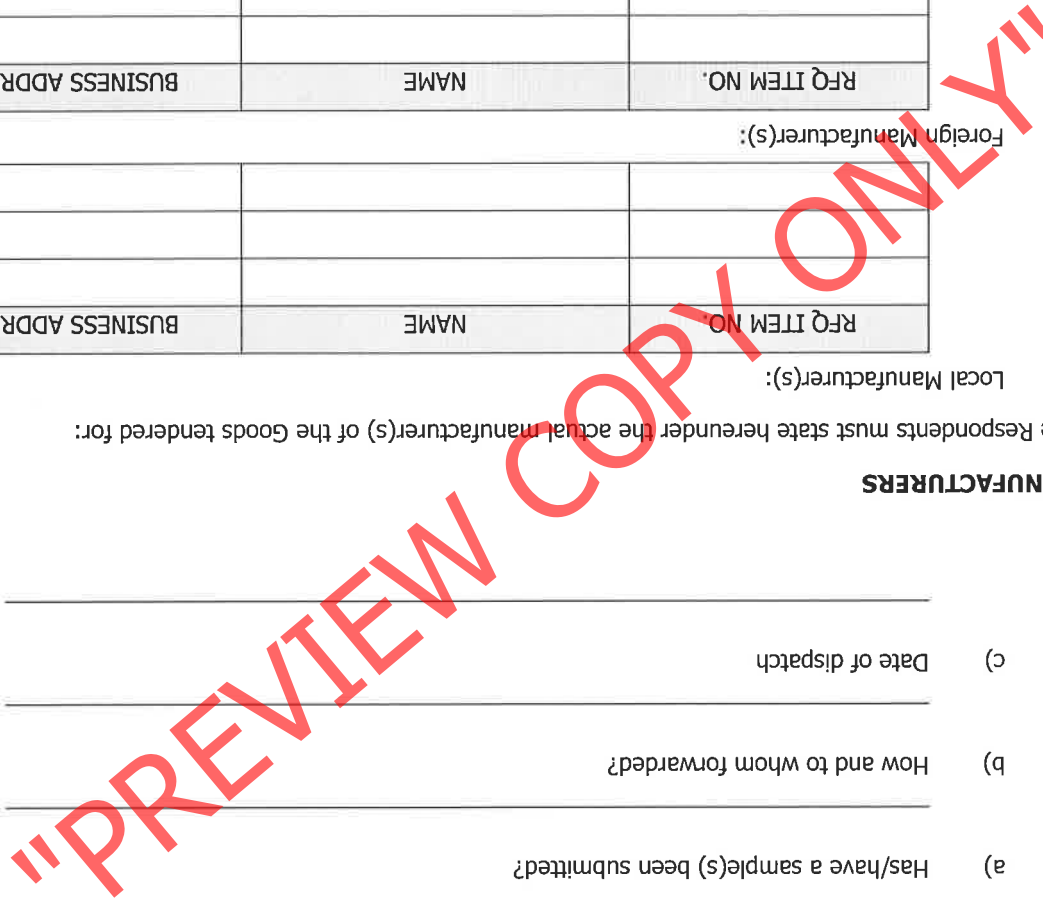 a) Has/have a sample(s) been submitted?
b) How and to whom forwarded?
c) Date of dispatch
NUFACTURERS
e Respondents must state hereunder the actual manufacturer(s) of the Goods tendered for:
Local Manufacturer(s):
RFQ ITEM NO. NAME BUSINESS ADDR
Foreign Manufacturer(s):
RFQ ITEM NO. NAME BUSINESS ADDR
"PREVIEW COPY ONLY"